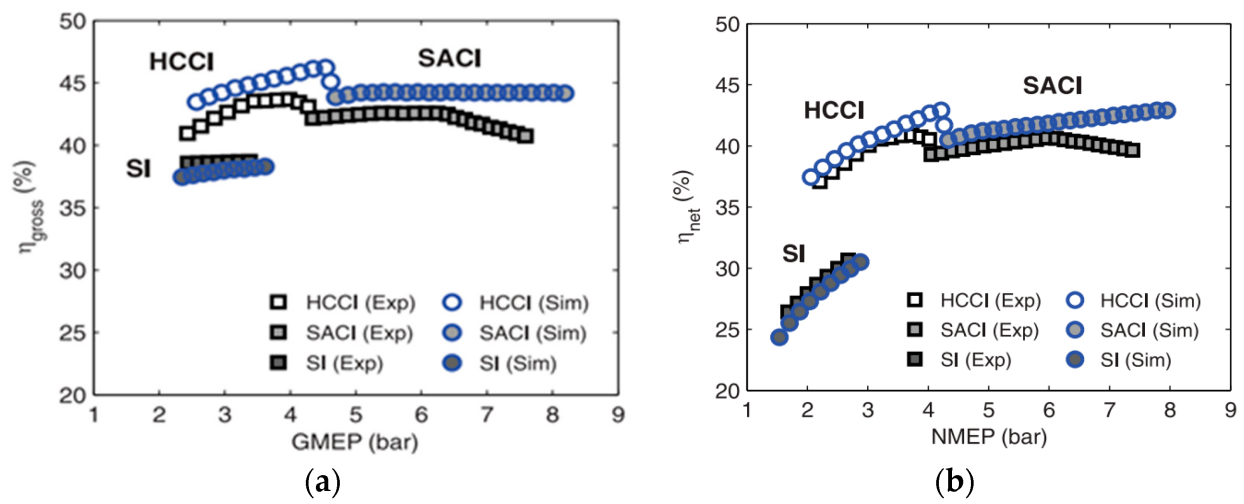 50
45
40
35
30
25
20
η_gross (%)
HCCI
SACI
SI
HCCI (Exp) HCCI (Sim)
SACI (Exp) SACI (Sim)
SI (Exp) SI (Sim)
1 2 3 4 5 6 7 8 9
GMEP (bar)
(a)
50
45
40
35
30
25
20
η_net (%)
SACI
HCCI
SI
HCCI (Exp) HCCI (Sim)
SACI (Exp) SACI (Sim)
SI (Exp) SI (Sim)
1 2 3 4 5 6 7 8 9
NMEP (bar)
(b)